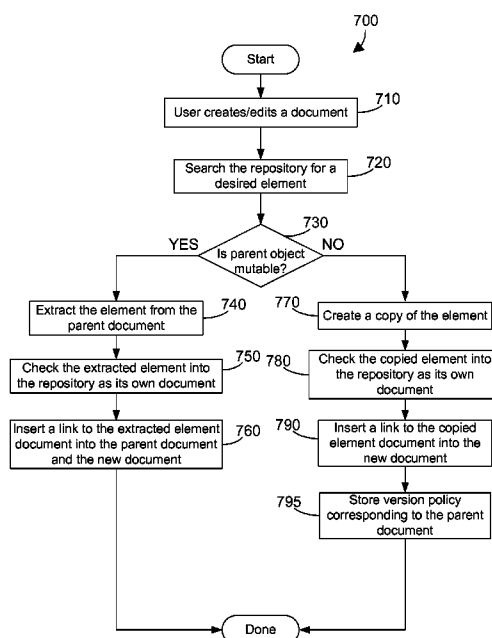 700
Start
710
User creates/edits a document
720
Search the repository for a
desired element
730
YES
NO
Is parent object
mutable?
740
Extract the element from the
parent document
770
Create a copy of the element
750
Check the extracted element into
the repository as its own document
780
Check the copied element into
the repository as its own
document
760
Insert a link to the extracted element
document into the parent document
and the new document
790
Insert a link to the copied
element document into the
new document
795
Store version policy
corresponding to the parent
document
Done